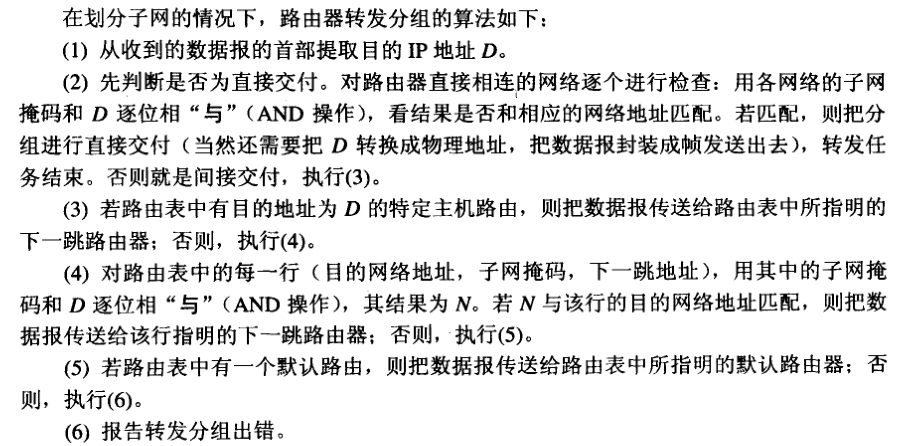 在划分子网的情况下，路由器转发分组的算法如下：
(1) 从收到的数据报的首部提取目的 IP 地址 D。
(2) 先判断是否为直接交付。对路由器直接相连的网络逐个进行检查：用各网络的子网
掩码和 D 逐位相“与”（AND 操作），看结果是否和相应的网络地址匹配。若匹配，则把分
组进行直接交付（当然还需要把 D 转换成物理地址，把数据报封装成帧发送出去），转发任
务结束。否则就是间接交付，执行(3)。
(3) 若路由表中有目的地址为 D 的特定主机路由，则把数据报传送给路由表中所指明的
下一跳路由器；否则，执行(4)。
(4) 对路由表中的每一行（目的网络地址，子网掩码，下一跳地址），用其中的子网掩
码和 D 逐位相“与”（AND 操作），其结果为 N。若 N 与该行的目的网络地址匹配，则把数
据报传送给该行指明的下一跳路由器；否则，执行(5)。
(5) 若路由表中有一个默认路由，则把数据报传送给路由表中所指明的默认路由器；否
则，执行(6)。
(6) 报告转发分组出错。